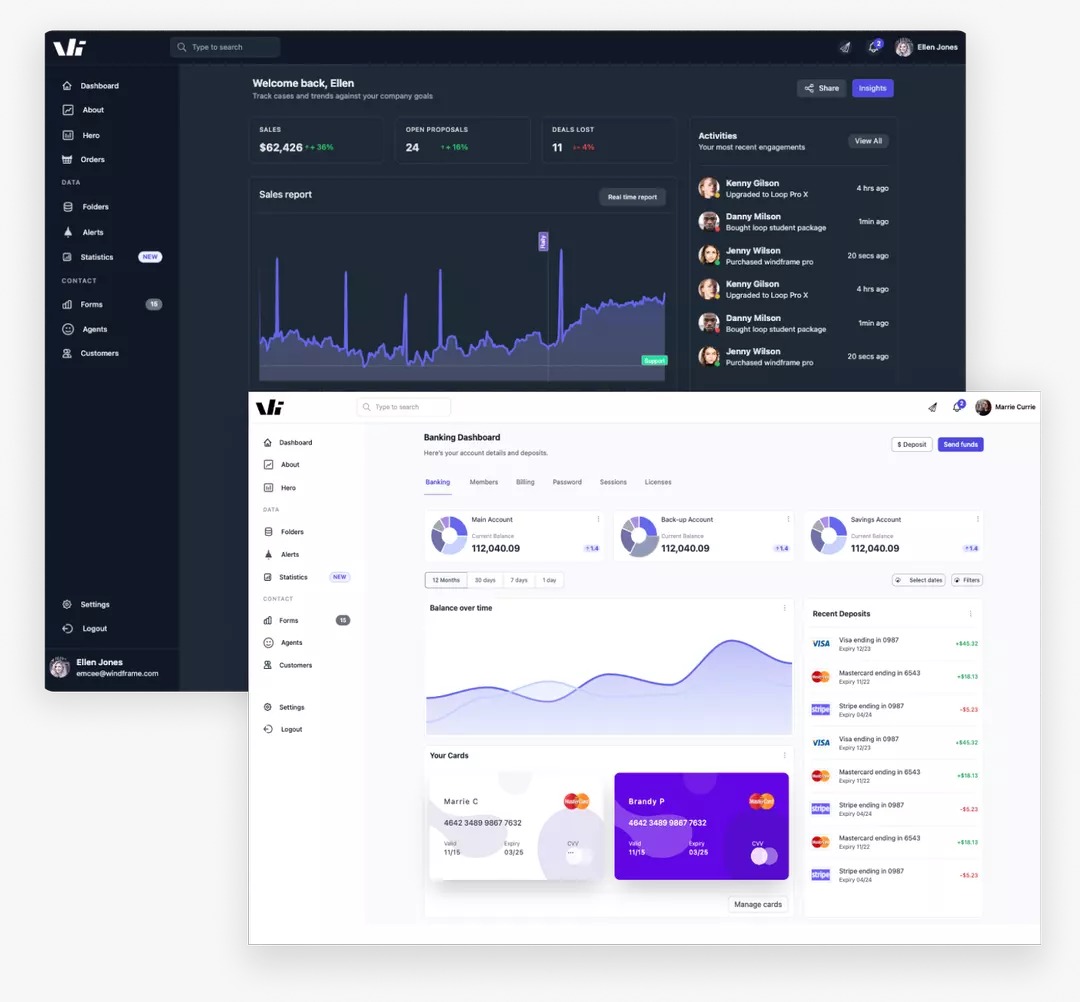 Type to search
2
Ellen Jones
Dashboard
About
Hero
Orders
DATA
Folders
Alerts
Statistics NEW
CONTACT
Forms 15
Agents
Customers
Settings
Logout
Ellen Jones
emcee@windframe.com
Welcome back, Ellen
Track cases and trends against your company goals
Share Insights
SALES
$62,426 + 36%
OPEN PROPOSALS
24 + 16%
DEALS LOST
11 - 4%
Sales report
Real time report
Rally
Support
Activities
Your most recent engagements
View All
Kenny Gilson
Upgraded to Loop Pro X
4 hrs ago
Danny Milson
Bought loop student package
1min ago
Jenny Wilson
Purchased windframe pro
20 secs ago
Kenny Gilson
Upgraded to Loop Pro X
4 hrs ago
Danny Milson
Bought loop student package
1min ago
Jenny Wilson
Purchased windframe pro
20 secs ago
Type to search
2
Marrie Currie
Dashboard
About
Hero
DATA
Folders
Alerts
Statistics NEW
CONTACT
Forms 15
Agents
Customers
Settings
Logout
Banking Dashboard
Here's your account details and deposits.
$ Deposit Send funds
Banking Members Billing Password Sessions Licenses
Main Account
Current Balance
112,040.09 ↑1.4
Back-up Account
Current Balance
112,040.09 ↑1.4
Savings Account
Current Balance
112,040.09 ↑1.4
12 Months 30 days 7 days 1 day
Select dates Filters
Balance over time
Your Cards
Marrie C
MasterCard
4642 3489 9867 7632
Valid Expiry CVV
11/15 03/25 ...
Brandy P
MasterCard
4642 3489 9867 7632
Valid Expiry CVV
11/15 03/25
Manage cards
Recent Deposits
VISA
Visa ending in 0987
Expiry 12/23
+$45.32
MasterCard
Mastercard ending in 6543
Expiry 11/22
+$18.13
stripe
Stripe ending in 0987
Expiry 04/24
-$5.23
VISA
Visa ending in 0987
Expiry 12/23
+$45.32
MasterCard
Mastercard ending in 6543
Expiry 11/22
+$18.13
stripe
Stripe ending in 0987
Expiry 04/24
-$5.23
MasterCard
Mastercard ending in 6543
Expiry 11/22
+$18.13
stripe
Stripe ending in 0987
Expiry 04/24
-$5.23